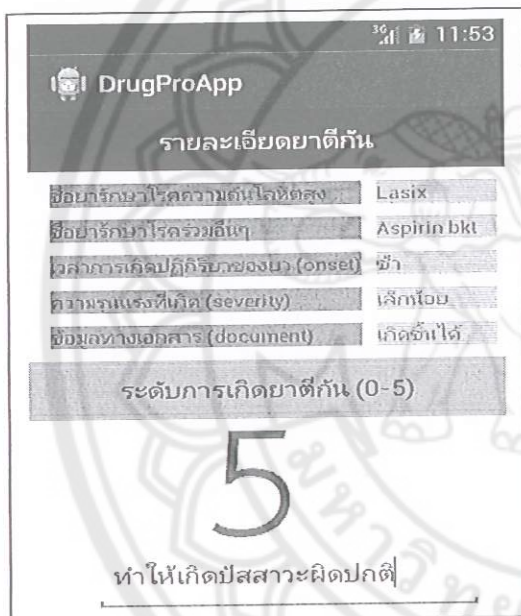 3G 11:53
DrugProApp
รายละเอียดยาตีกัน
ชื่อยารักษาโรคความดันโลหิตสูง Lasix
ชื่อยารักษาโรคร่วมอื่นๆ Aspirin bkt
เวลาการเกิดปฏิกิริยาของยา (onset) ช้า
ความรุนแรงที่เกิด (severity) เล็กน้อย
ข้อมูลทางเอกสาร (document) เกิดขึ้นได้
ระดับการเกิดยาตีกัน (0-5)
5
ทำให้เกิดปัสสาวะผิดปกติ
มหาวิทย